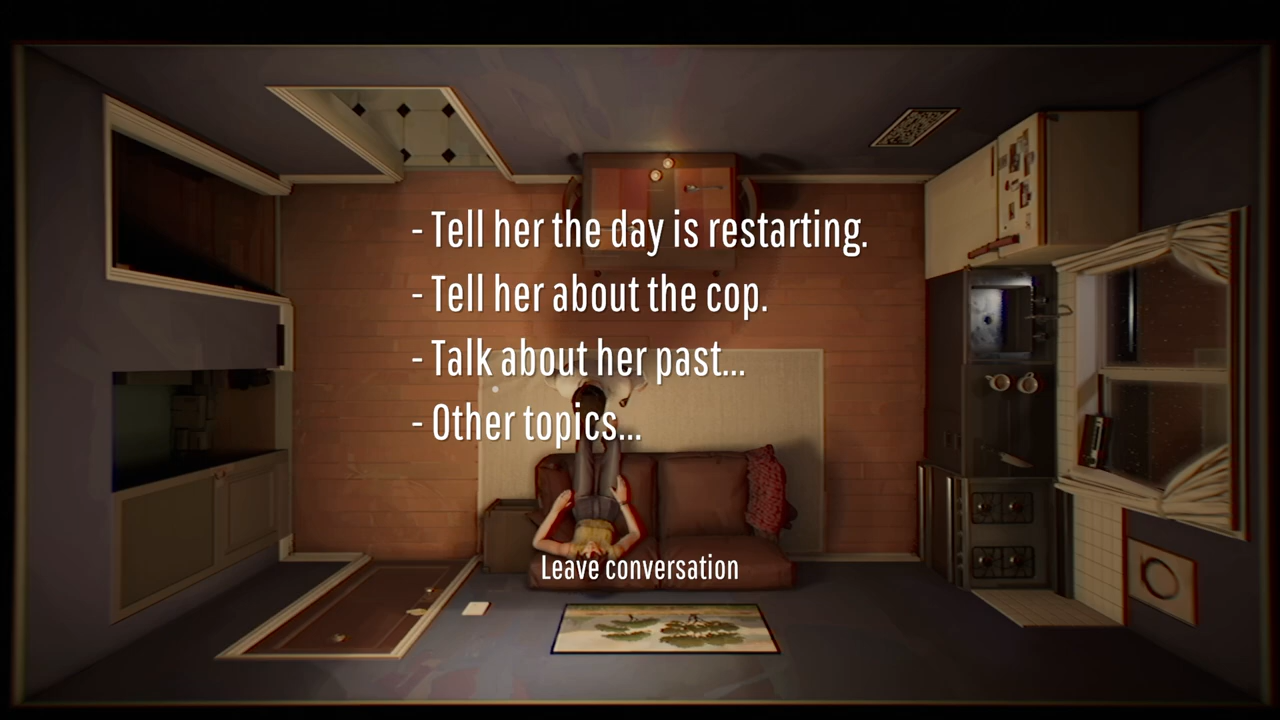 - Tell her the day is restarting.
- Tell her about the cop.
- Talk about her past...
- Other topics...
Leave conversation